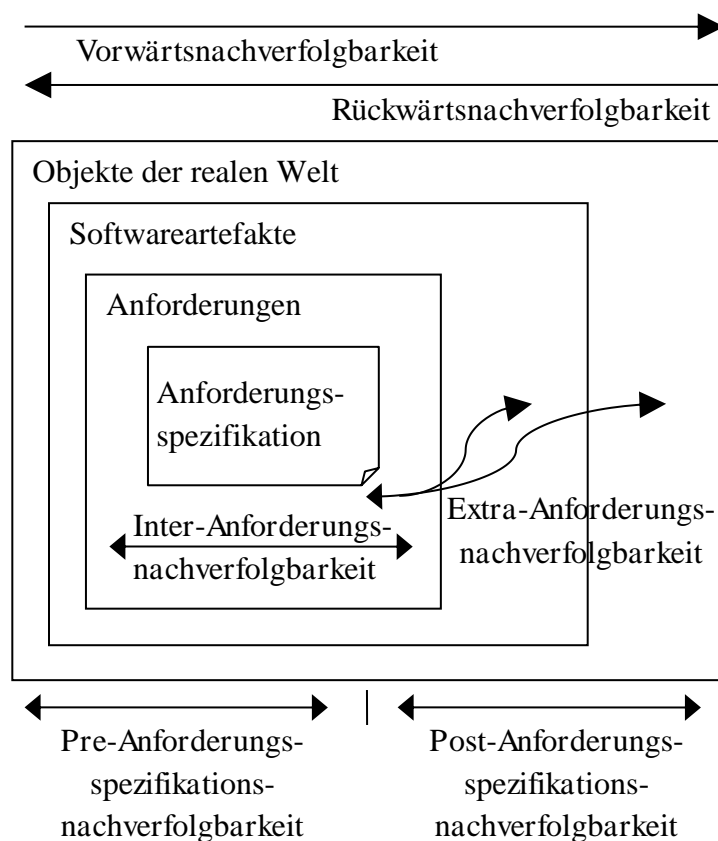 Vorwärtsnachverfolgbarkeit
Rückwärtsnachverfolgbarkeit
Objekte der realen Welt
Softwareartefakte
Anforderungen
Anforderungs-
spezifikation
Inter-Anforderungs-
nachverfolgbarkeit
Extra-Anforderungs-
nachverfolgbarkeit
Pre-Anforderungs-
spezifikations-
nachverfolgbarkeit
Post-Anforderungs-
spezifikations-
nachverfolgbarkeit